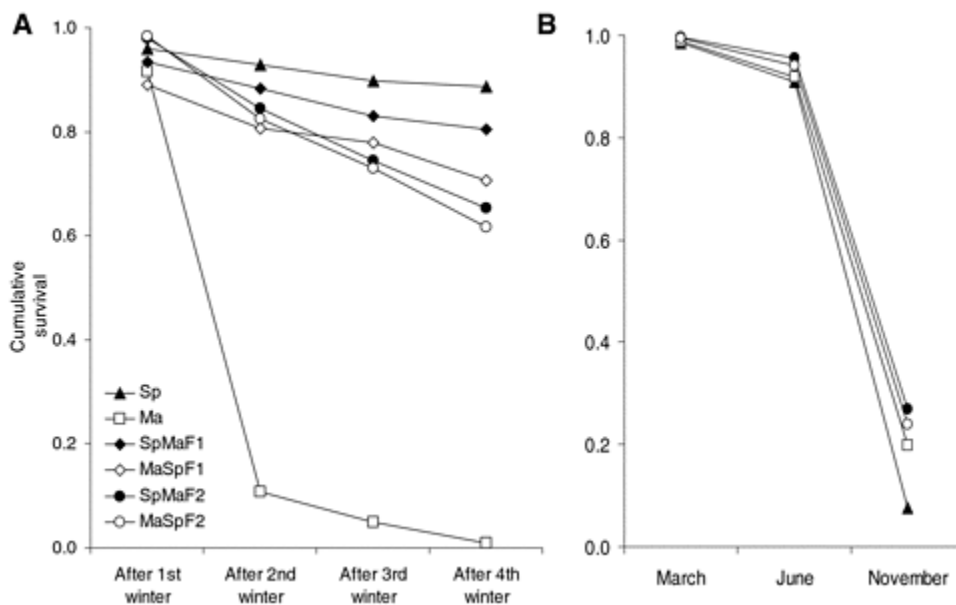 A
1.0
0.8
0.6
0.4
0.2
0.0
Cumulative
survival
Sp
Ma
SpMaF1
MaSpF1
SpMaF2
MaSpF2
After 1st
winter
After 2nd
winter
After 3rd
winter
After 4th
winter
B
1.0
0.8
0.6
0.4
0.2
0.0
March
June
November